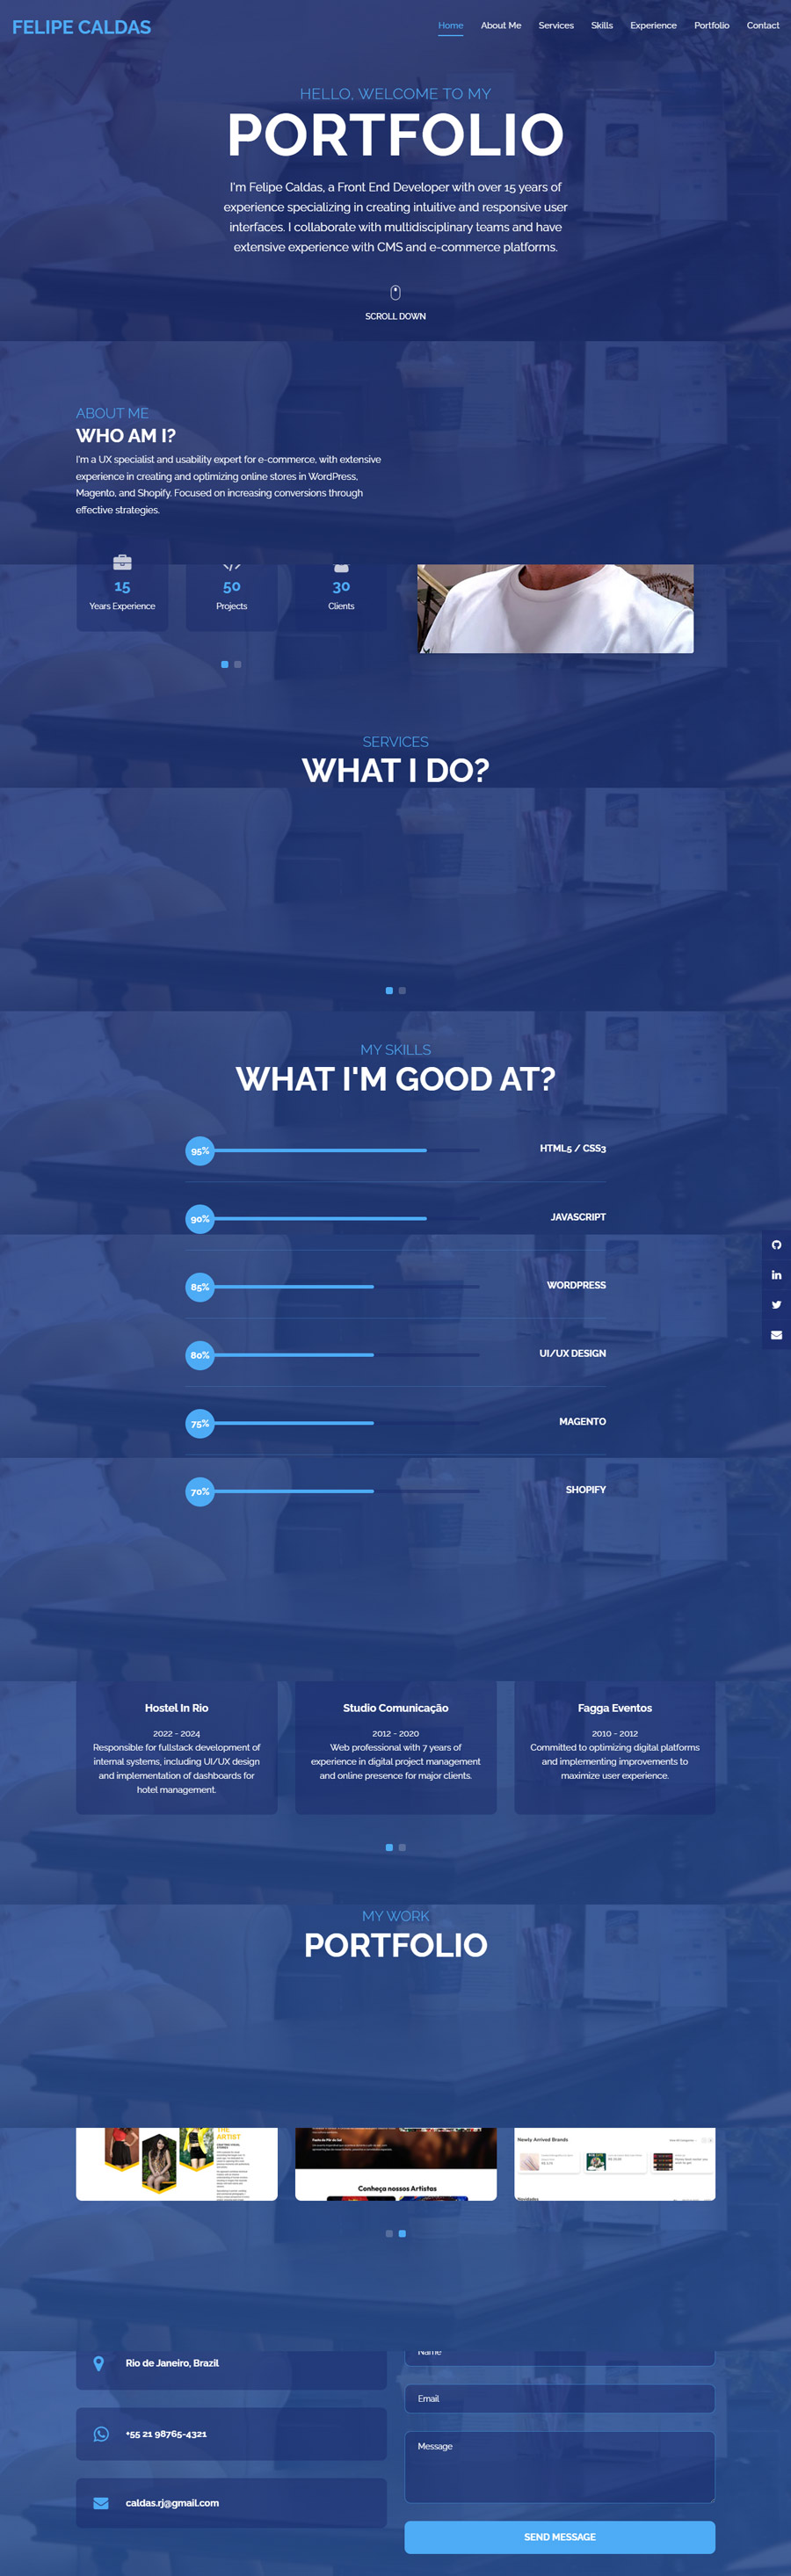 FELIPE CALDAS
Home About Me Services Skills Experience Portfolio Contact
HELLO, WELCOME TO MY
PORTFOLIO
I'm Felipe Caldas, a Front End Developer with over 15 years of
experience specializing in creating intuitive and responsive user
interfaces. I collaborate with multidisciplinary teams and have
extensive experience with CMS and e-commerce platforms.
SCROLL DOWN
ABOUT ME
WHO AM I?
I'm a UX specialist and usability expert for e-commerce, with extensive
experience in creating and optimizing online stores in WordPress,
Magento, and Shopify. Focused on increasing conversions through
effective strategies.
15
Years Experience
50
Projects
30
Clients
SERVICES
WHAT I DO?
MY SKILLS
WHAT I'M GOOD AT?
95% HTML5 / CSS3
90% JAVASCRIPT
85% WORDPRESS
80% UI/UX DESIGN
75% MAGENTO
70% SHOPIFY
Hostel In Rio
2022 - 2024
Responsible for fullstack development of
internal systems, including UI/UX design
and implementation of dashboards for
hotel management.
Studio Comunicação
2012 - 2020
Web professional with 7 years of
experience in digital project management
and online presence for major clients.
Fagga Eventos
2010 - 2012
Committed to optimizing digital platforms
and implementing improvements to
maximize user experience.
MY WORK
PORTFOLIO
THE
ARTIST
Conheça nossos Artistas
Newly Arrived Brands
Rio de Janeiro, Brazil
+55 21 98765-4321
caldas.rj@gmail.com
Name
Email
Message
SEND MESSAGE